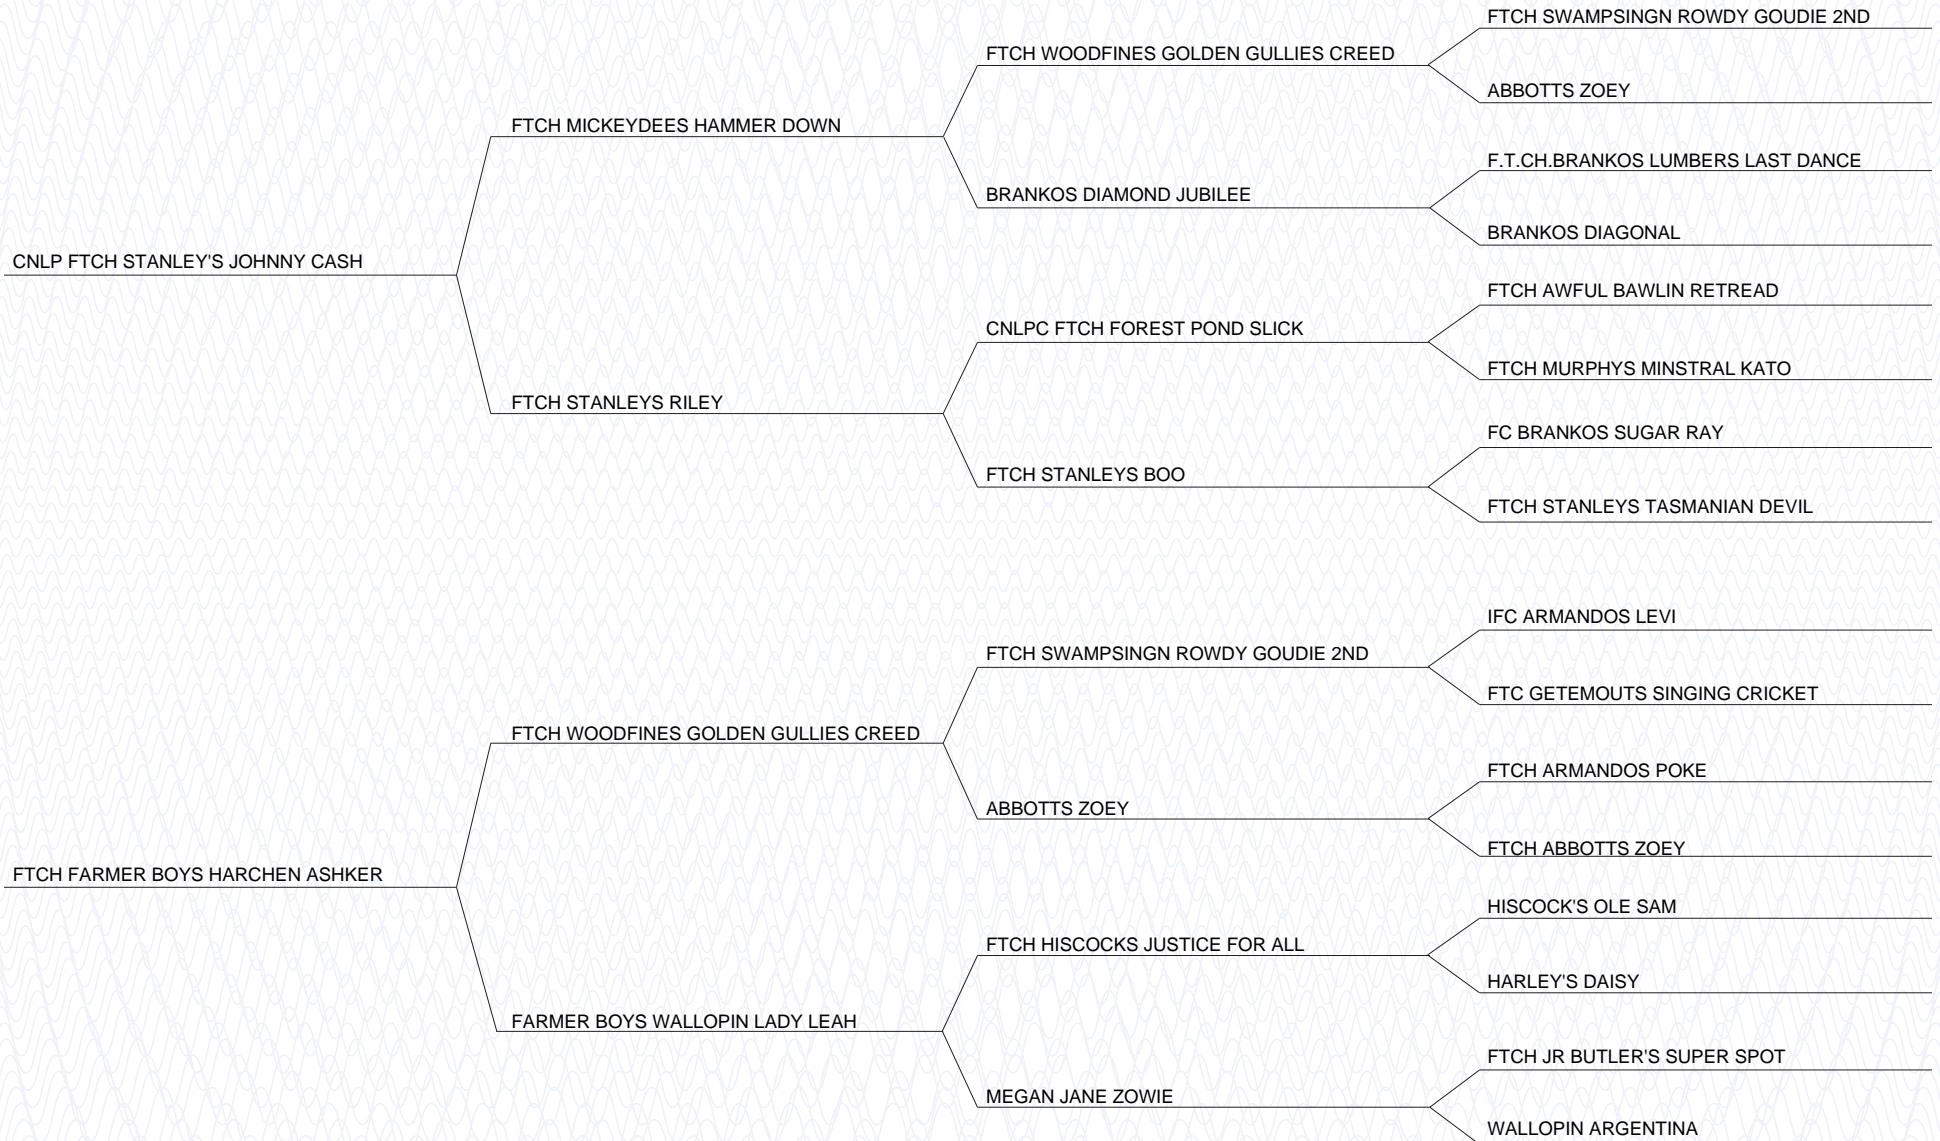 FTCH SWAMPSINGN ROWDY GOUDIE 2ND
FTCH WOODFINES GOLDEN GULLIES CREED
ABBOTTS ZOEY
FTCH MICKEYDEES HAMMER DOWN
F.T.CH.BRANKOS LUMBERS LAST DANCE
BRANKOS DIAMOND JUBILEE
BRANKOS DIAGONAL
CNLP FTCH STANLEY'S JOHNNY CASH
FTCH AWFUL BAWLIN RETREAD
CNLPC FTCH FOREST POND SLICK
FTCH MURPHYS MINSTRAL KATO
FTCH STANLEYS RILEY
FC BRANKOS SUGAR RAY
FTCH STANLEYS BOO
FTCH STANLEYS TASMANIAN DEVIL
IFC ARMANDOS LEVI
FTCH SWAMPSINGN ROWDY GOUDIE 2ND
FTC GETEMOUTS SINGING CRICKET
FTCH WOODFINES GOLDEN GULLIES CREED
FTCH ARMANDOS POKE
ABBOTTS ZOEY
FTCH ABBOTTS ZOEY
FTCH FARMER BOYS HARCHEN ASHKER
HISCOCK'S OLE SAM
FTCH HISCOCKS JUSTICE FOR ALL
HARLEY'S DAISY
FARMER BOYS WALLOPIN LADY LEAH
FTCH JR BUTLER'S SUPER SPOT
MEGAN JANE ZOWIE
WALLOPIN ARGENTINA